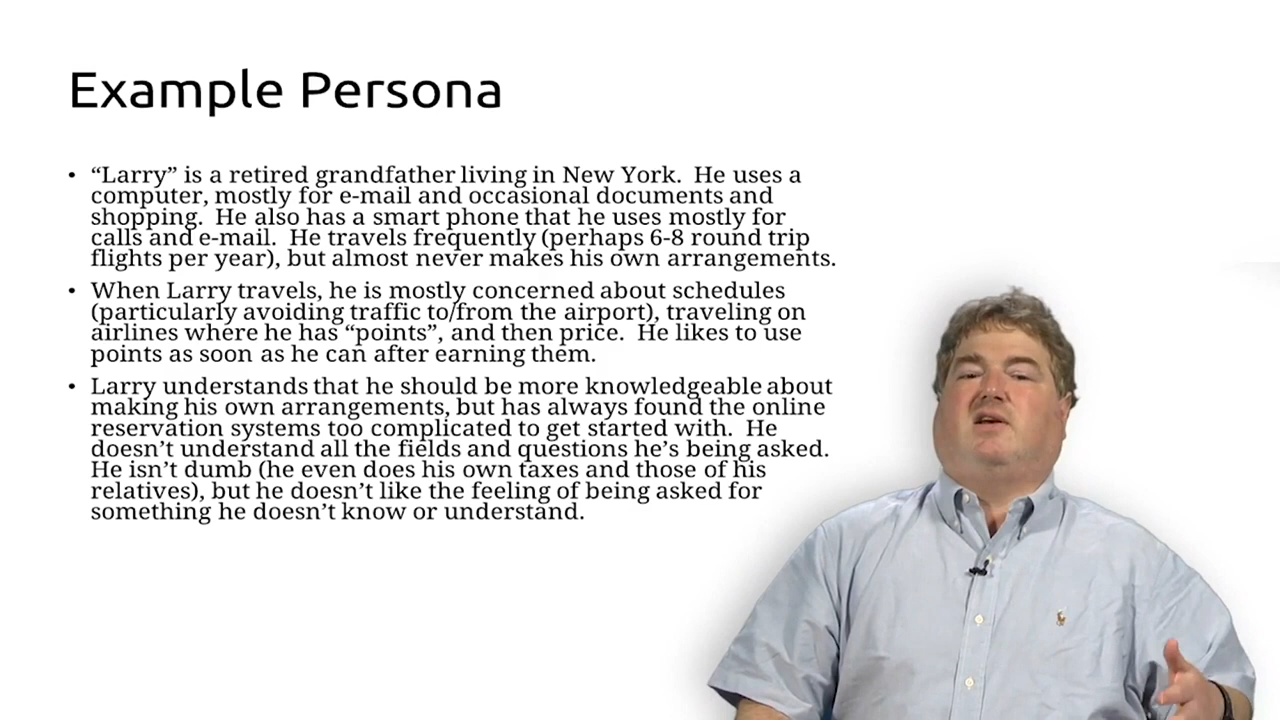 Example Persona
• “Larry” is a retired grandfather living in New York.  He uses a
computer, mostly for e-mail and occasional documents and
shopping.  He also has a smart phone that he uses mostly for
calls and e-mail.  He travels frequently (perhaps 6-8 round trip
flights per year), but almost never makes his own arrangements.
• When Larry travels, he is mostly concerned about schedules
(particularly avoiding traffic to/from the airport), traveling on
airlines where he has “points”, and then price.  He likes to use
points as soon as he can after earning them.
• Larry understands that he should be more knowledgeable about
making his own arrangements, but has always found the online
reservation systems too complicated to get started with.  He
doesn’t understand all the fields and questions he’s being asked.
He isn’t dumb (he even does his own taxes and those of his
relatives), but he doesn’t like the feeling of being asked for
something he doesn’t know or understand.